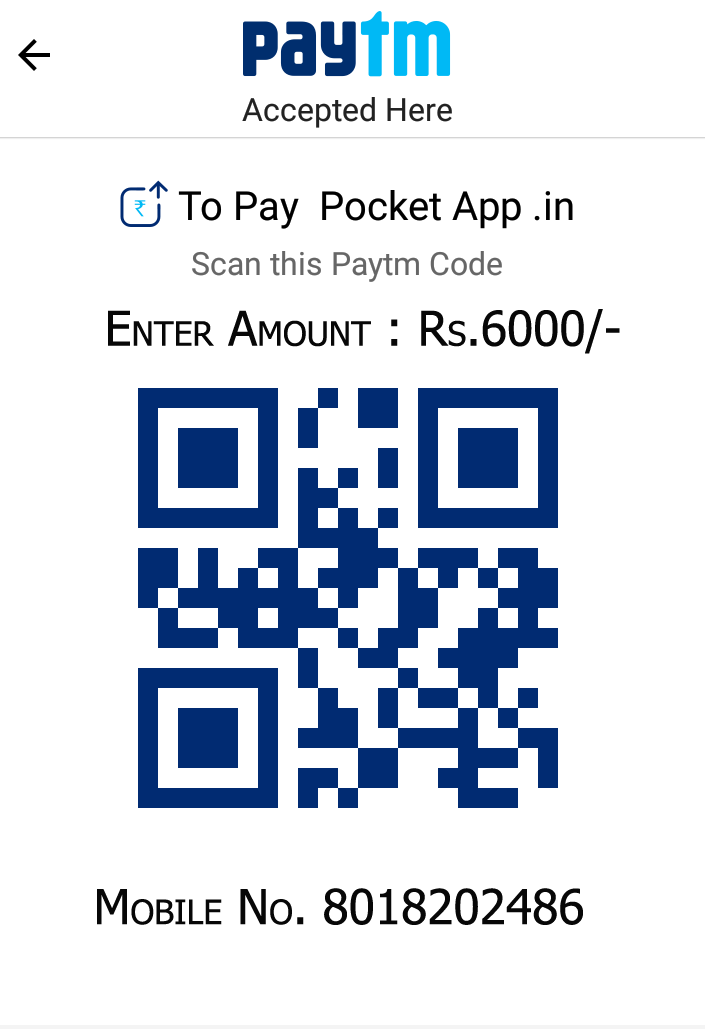 paytm
Accepted Here
₹ To Pay Pocket App .in
Scan this Paytm Code
ENTER AMOUNT : RS.6000/-
MOBILE NO. 8018202486